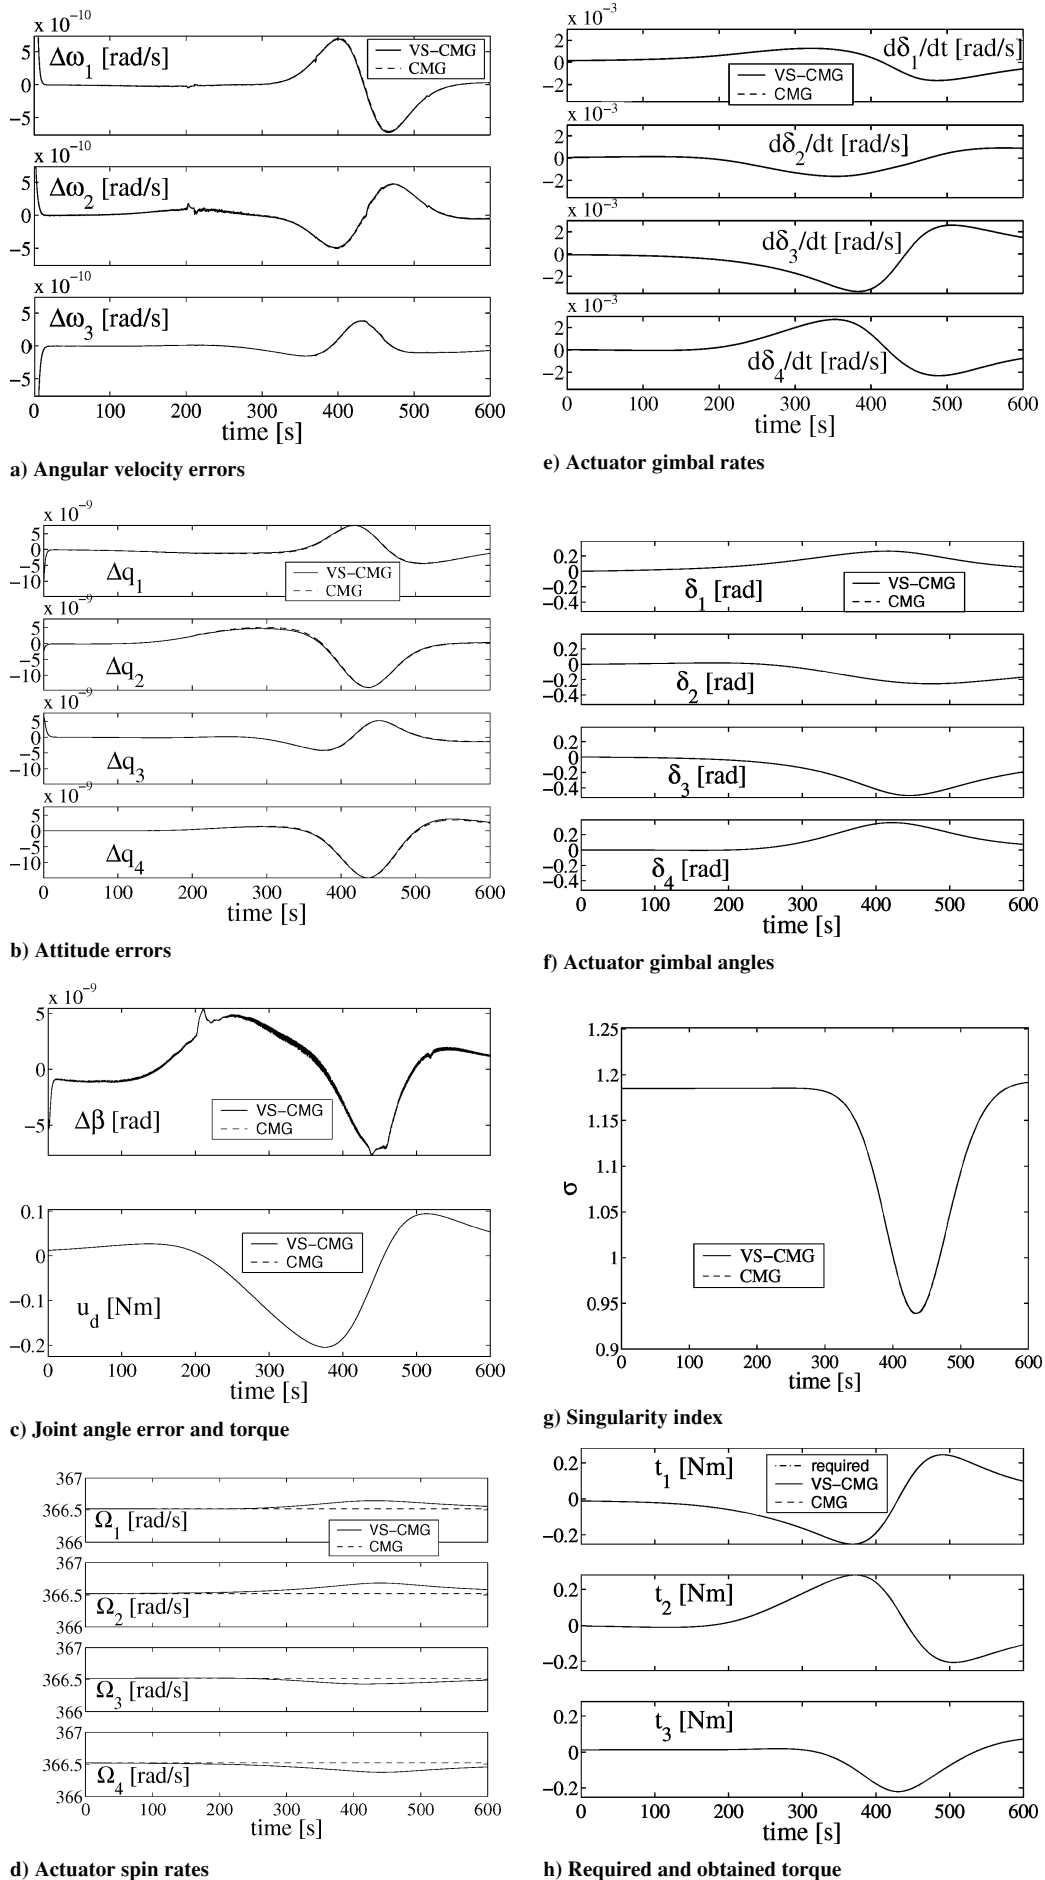 x 10⁻¹⁰
5
0
−5
Δω₁ [rad/s]
VS−CMG
CMG
x 10⁻¹⁰
5
0
−5
Δω₂ [rad/s]
x 10⁻¹⁰
5
0
−5
Δω₃ [rad/s]
0 100 200 300 400 500 600
time [s]
a) Angular velocity errors
x 10⁻⁹
5
0
−5
−10
Δq₁
VS−CMG
CMG
x 10⁻⁹
5
0
−5
−10
Δq₂
x 10⁻⁹
5
0
−5
−10
Δq₃
x 10⁻⁹
5
0
−10
Δq₄
0 100 200 300 400 500 600
time [s]
b) Attitude errors
x 10⁻⁹
5
0
−5
Δβ [rad]
VS−CMG
CMG
0.1
0
−0.1
−0.2
u_d [Nm]
VS−CMG
CMG
0 100 200 300 400 500 600
time [s]
c) Joint angle error and torque
367
366.5
366
Ω₁ [rad/s]
VS−CMG
CMG
367
366.5
366
Ω₂ [rad/s]
367
366.5
366
Ω₃ [rad/s]
367
366.5
366
Ω₄ [rad/s]
0 100 200 300 400 500 600
time [s]
d) Actuator spin rates
x 10⁻³
2
0
−2
dδ₁/dt [rad/s]
VS−CMG
CMG
x 10⁻³
2
0
−2
dδ₂/dt [rad/s]
x 10⁻³
2
0
−2
dδ₃/dt [rad/s]
x 10⁻³
2
0
−2
dδ₄/dt [rad/s]
0 100 200 300 400 500 600
time [s]
e) Actuator gimbal rates
0.2
0
−0.2
−0.4
δ₁ [rad]
VS−CMG
CMG
0.2
0
−0.2
−0.4
δ₂ [rad]
0.2
0
−0.2
−0.4
δ₃ [rad]
0.2
0
−0.2
−0.4
δ₄ [rad]
0 100 200 300 400 500 600
time [s]
f) Actuator gimbal angles
1.25
1.2
1.15
1.1
1.05
1
0.95
0.9
σ
VS−CMG
CMG
0 100 200 300 400 500 600
time [s]
g) Singularity index
0.2
0
−0.2
t₁ [Nm]
required
VS−CMG
CMG
0.2
0
−0.2
t₂ [Nm]
0.2
0
−0.2
t₃ [Nm]
0 100 200 300 400 500 600
time [s]
h) Required and obtained torque